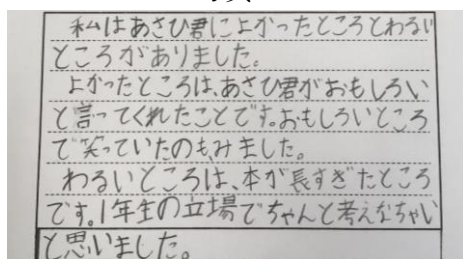 私はあさひ君によかったところとわるい
ところがありました。
よかったところは、あさひ君がおもしろい
と言ってくれたことです。おもしろいところ
で笑っていたのもみました。
わるいところは、本が長すぎたところ
です。1年生の立場でちゃんと考えなちゃい
と思いました。